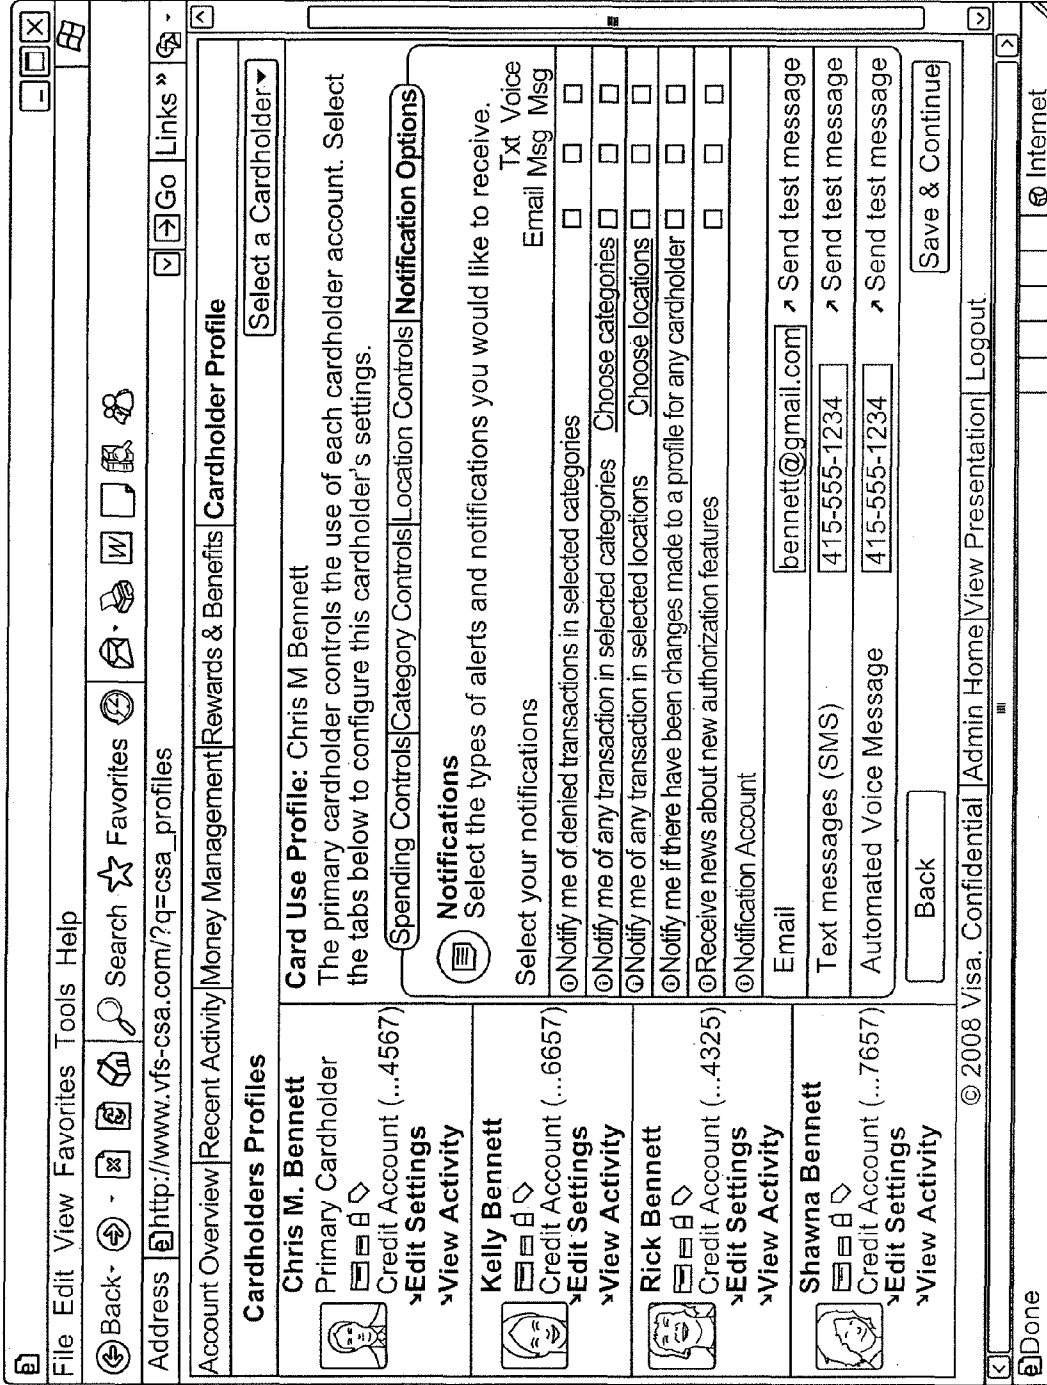 File Edit View Favorites Tools Help
Back Search Favorites W
Address http://www.vfs-csa.com/?q=csa_profiles Go Links »
Account Overview Recent Activity Money Management Rewards & Benefits Cardholder Profile
Cardholders Profiles
Select a Cardholder
Chris M. Bennett
Primary Cardholder
Credit Account (...4567)
Edit Settings
View Activity
Kelly Bennett
Credit Account (...6657)
Edit Settings
View Activity
Rick Bennett
Credit Account (...4325)
Edit Settings
View Activity
Shawna Bennett
Credit Account (...7657)
Edit Settings
View Activity
Card Use Profile: Chris M Bennett
The primary cardholder controls the use of each cardholder account. Select
the tabs below to configure this cardholder's settings.
Spending Controls Category Controls Location Controls Notification Options
Notifications
Select the types of alerts and notifications you would like to receive.
Select your notifications
Email Txt Msg Voice Msg
Notify me of denied transactions in selected categories
Notify me of any transaction in selected categories Choose categories
Notify me of any transaction in selected locations Choose locations
Notify me if there have been changes made to a profile for any cardholder
Receive news about new authorization features
Notification Account
Email bennett@gmail.com Send test message
Text messages (SMS) 415-555-1234 Send test message
Automated Voice Message 415-555-1234 Send test message
Back Save & Continue
© 2008 Visa. Confidential Admin Home View Presentation Logout
Done Internet